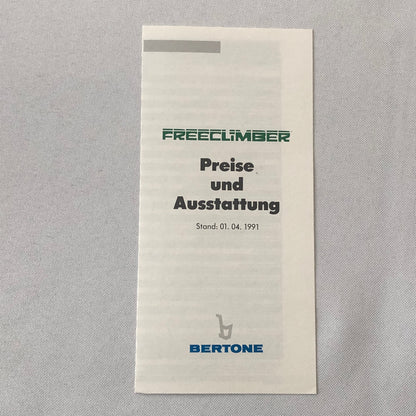 FREECLIMBER
Preise
und
Ausstattung
Stand: 01. 04. 1991
BERTONE